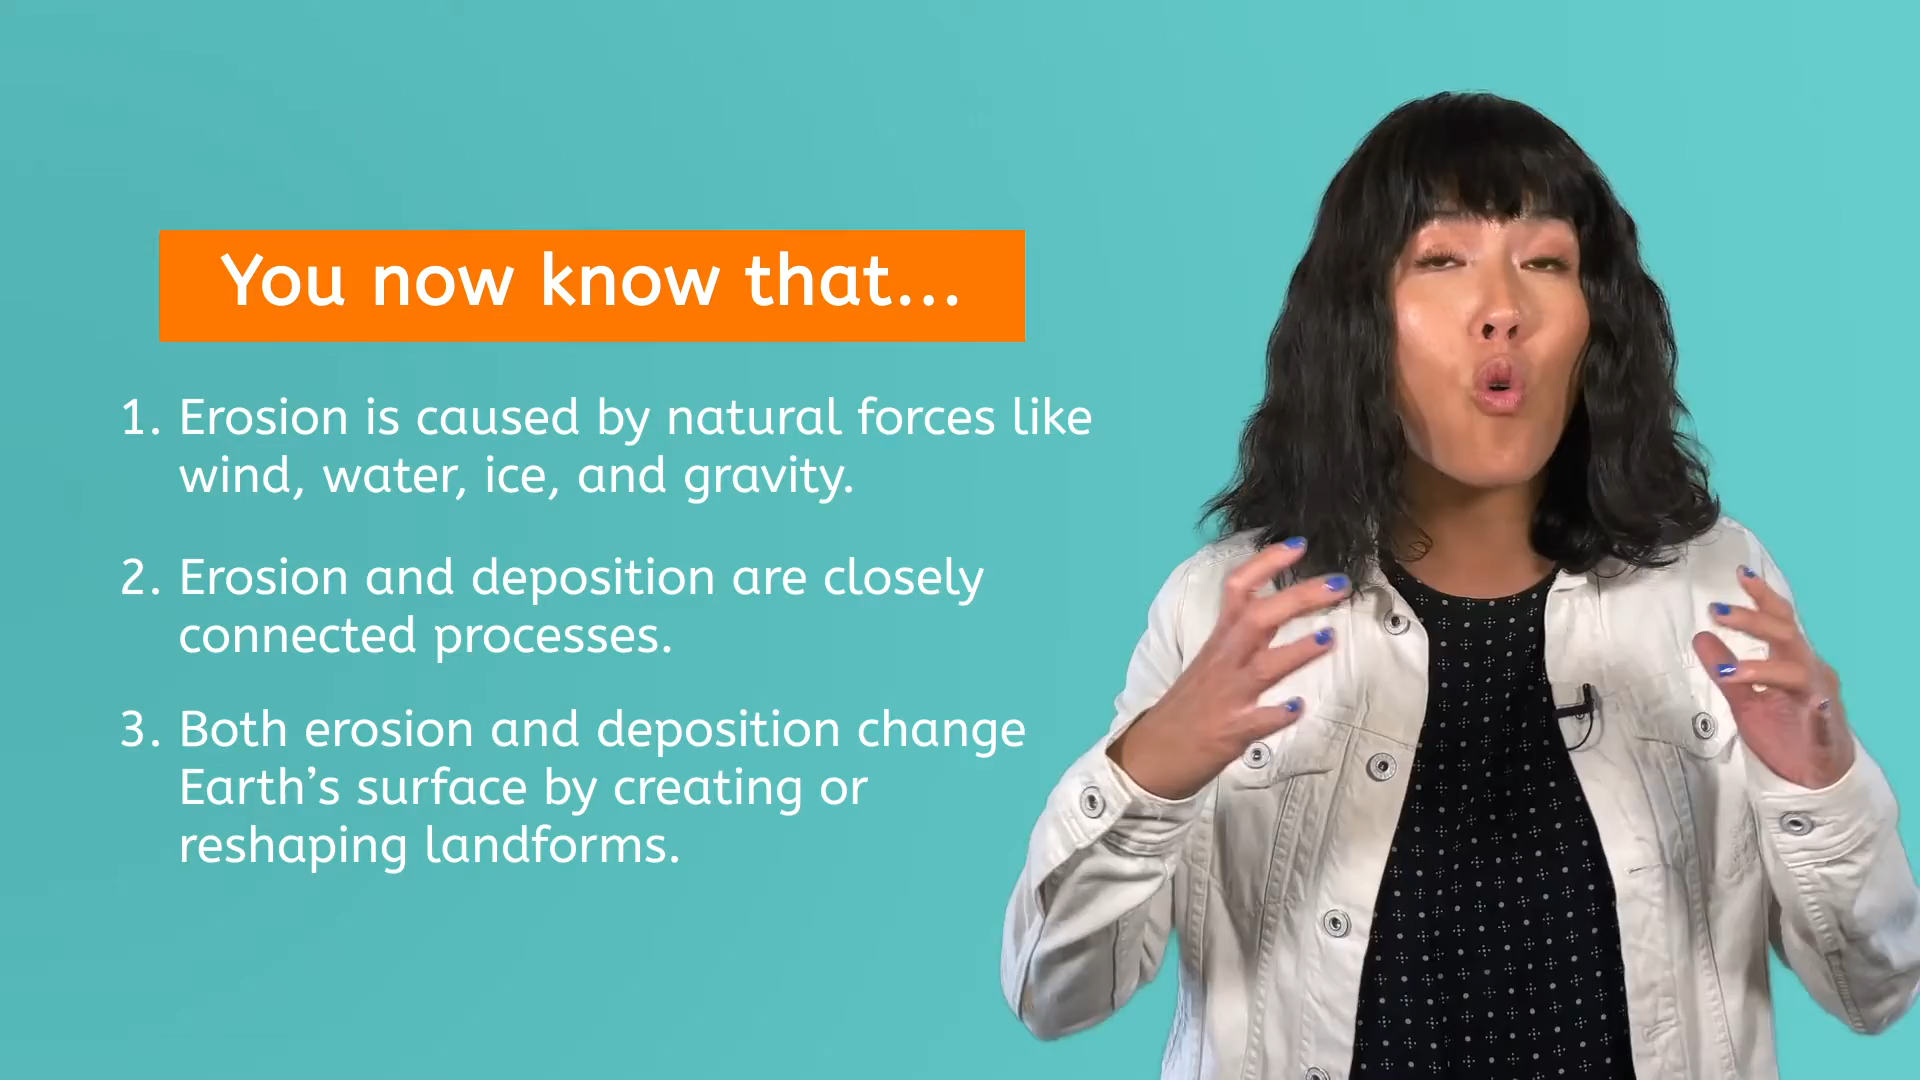 You now know that...
1. Erosion is caused by natural forces like
wind, water, ice, and gravity.
2. Erosion and deposition are closely
connected processes.
3. Both erosion and deposition change
Earth’s surface by creating or
reshaping landforms.